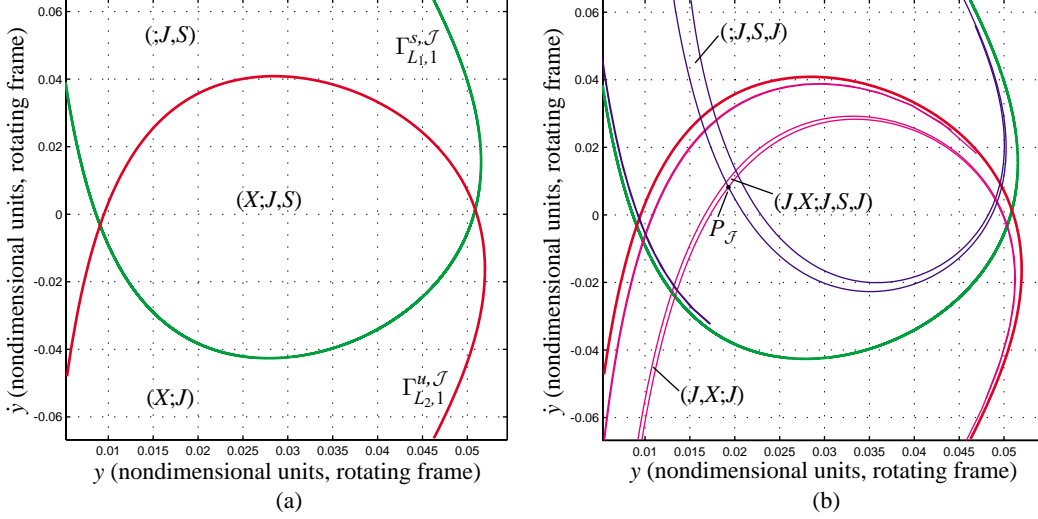 0.06
0.04
0.02
0
-0.02
-0.04
-0.06
0.01
0.015
0.02
0.025
0.03
0.035
0.04
0.045
0.05
ẏ (nondimensional units, rotating frame)
y (nondimensional units, rotating frame)
(;J,S)
Γ^{s,𝒥}_{L₁,1}
(X;J,S)
(X;J)
Γ^{u,𝒥}_{L₂,1}
(a)
0.06
0.04
0.02
0
-0.02
-0.04
-0.06
0.01
0.015
0.02
0.025
0.03
0.035
0.04
0.045
0.05
ẏ (nondimensional units, rotating frame)
y (nondimensional units, rotating frame)
(;J,S,J)
(J,X;J,S,J)
P_𝒥
(J,X;J)
(b)